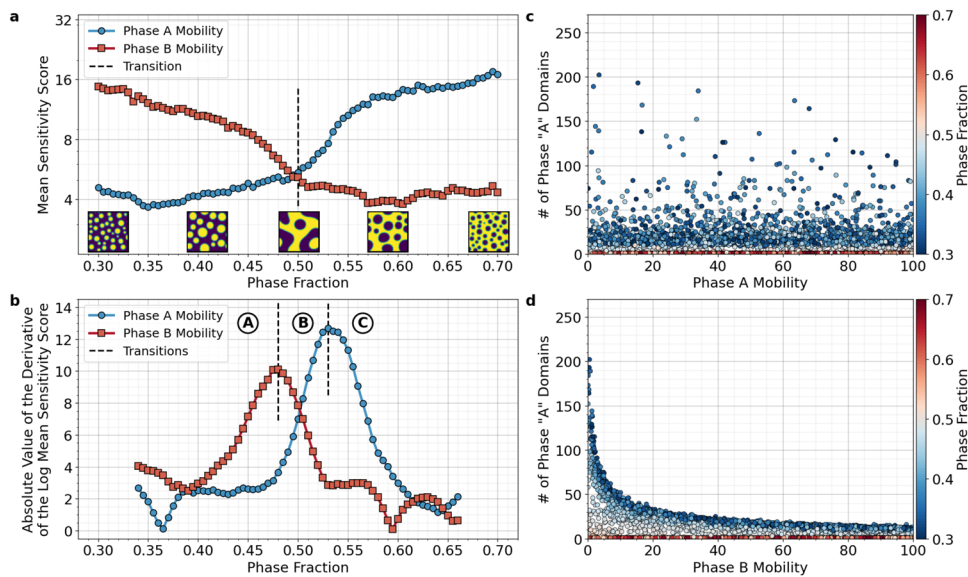 a
Mean Sensitivity Score
32
16
8
4
Phase A Mobility
Phase B Mobility
Transition
0.30 0.35 0.40 0.45 0.50 0.55 0.60 0.65 0.70
Phase Fraction
b
Absolute Value of the Derivative
of the Log Mean Sensitivity Score
14
12
10
8
6
4
2
0
Phase A Mobility
Phase B Mobility
Transitions
A B C
0.30 0.35 0.40 0.45 0.50 0.55 0.60 0.65 0.70
Phase Fraction
c
# of Phase "A" Domains
250
200
150
100
50
0
0 20 40 60 80 100
Phase A Mobility
0.7
0.6
0.5
0.4
0.3
Phase Fraction
d
# of Phase "A" Domains
250
200
150
100
50
0
0 20 40 60 80 100
Phase B Mobility
0.7
0.6
0.5
0.4
0.3
Phase Fraction